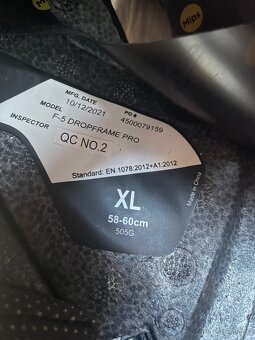 Mips
Mips
MFG. DATE
10/12/2021
PO #
4500079159
MODEL
F-5 DROPFRAME PRO
INSPECTOR
QC NO.2
Standard: EN 1078:2012+A1:2012
Made in China
XL
58-60cm
505G